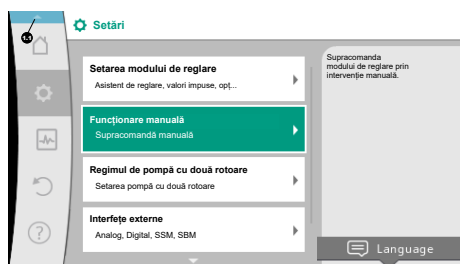 1.1
Setări
Setarea modului de reglare
Asistent de reglare, valori impuse, opț...
Funcționare manuală
Supracomandă manuală
Regimul de pompă cu două rotoare
Setarea pompă cu două rotoare
Interfețe externe
Analog, Digital, SSM, SBM
Supracomanda
modului de reglare prin
intervenție manuală.
?
Language